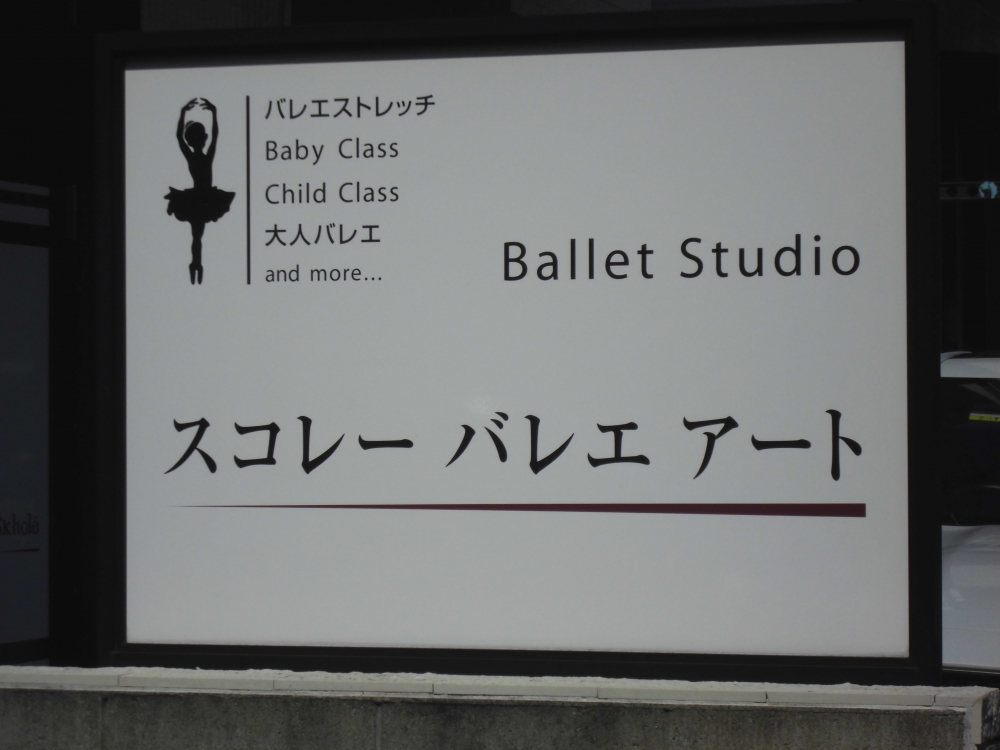 バレエストレッチ
Baby Class
Child Class
大人バレエ
and more...
Ballet Studio
スコレー バレエ アート